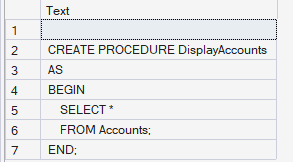 Text
1
2 CREATE PROCEDURE DisplayAccounts
3 AS
4 BEGIN
5 SELECT *
6 FROM Accounts;
7 END;